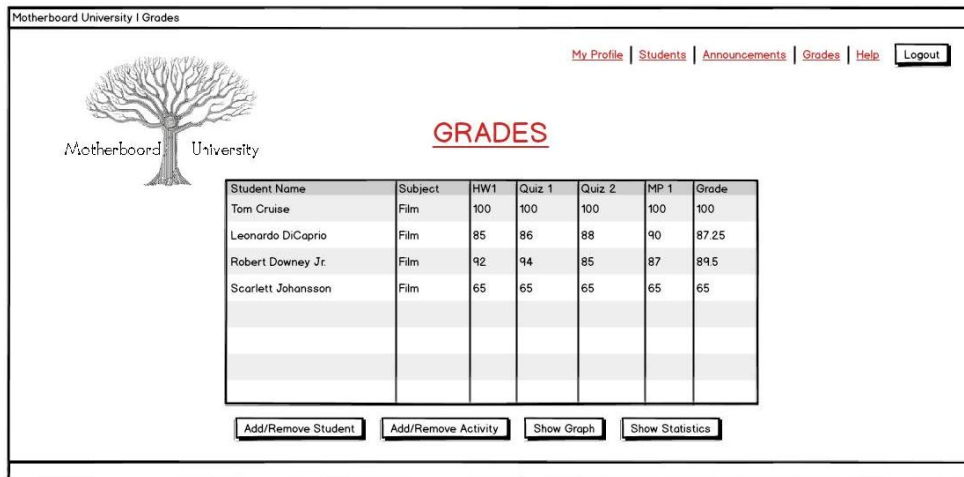 Motherboard University | Grades
My Profile | Students | Announcements | Grades | Help | Logout
Motherboard University
GRADES
Student Name Subject HW1 Quiz 1 Quiz 2 MP 1 Grade
Tom Cruise Film 100 100 100 100 100
Leonardo DiCaprio Film 85 86 88 90 87.25
Robert Downey Jr. Film 92 94 85 87 89.5
Scarlett Johansson Film 65 65 65 65 65
Add/Remove Student Add/Remove Activity Show Graph Show Statistics